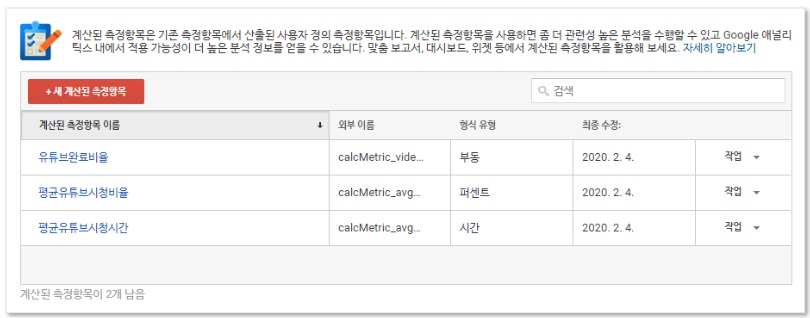 계산된 측정항목은 기존 측정항목에서 산출된 사용자 정의 측정항목입니다. 계산된 측정항목을 사용하면 좀 더 관련성 높은 분석을 수행할 수 있고 Google 애널리
틱스 내에서 적용 가능성이 더 높은 분석 정보를 얻을 수 있습니다. 맞춤 보고서, 대시보드, 위젯 등에서 계산된 측정항목을 활용해 보세요. 자세히 알아보기
+ 새 계산된 측정항목 검색
계산된 측정항목 이름 외부 이름 형식 유형 최종 수정:
유튜브완료비율 calcMetric_vide... 부동 2020. 2. 4. 작업
평균유튜브시청비율 calcMetric_avg... 퍼센트 2020. 2. 4. 작업
평균유튜브시청시간 calcMetric_avg... 시간 2020. 2. 4. 작업
계산된 측정항목이 2개 남음